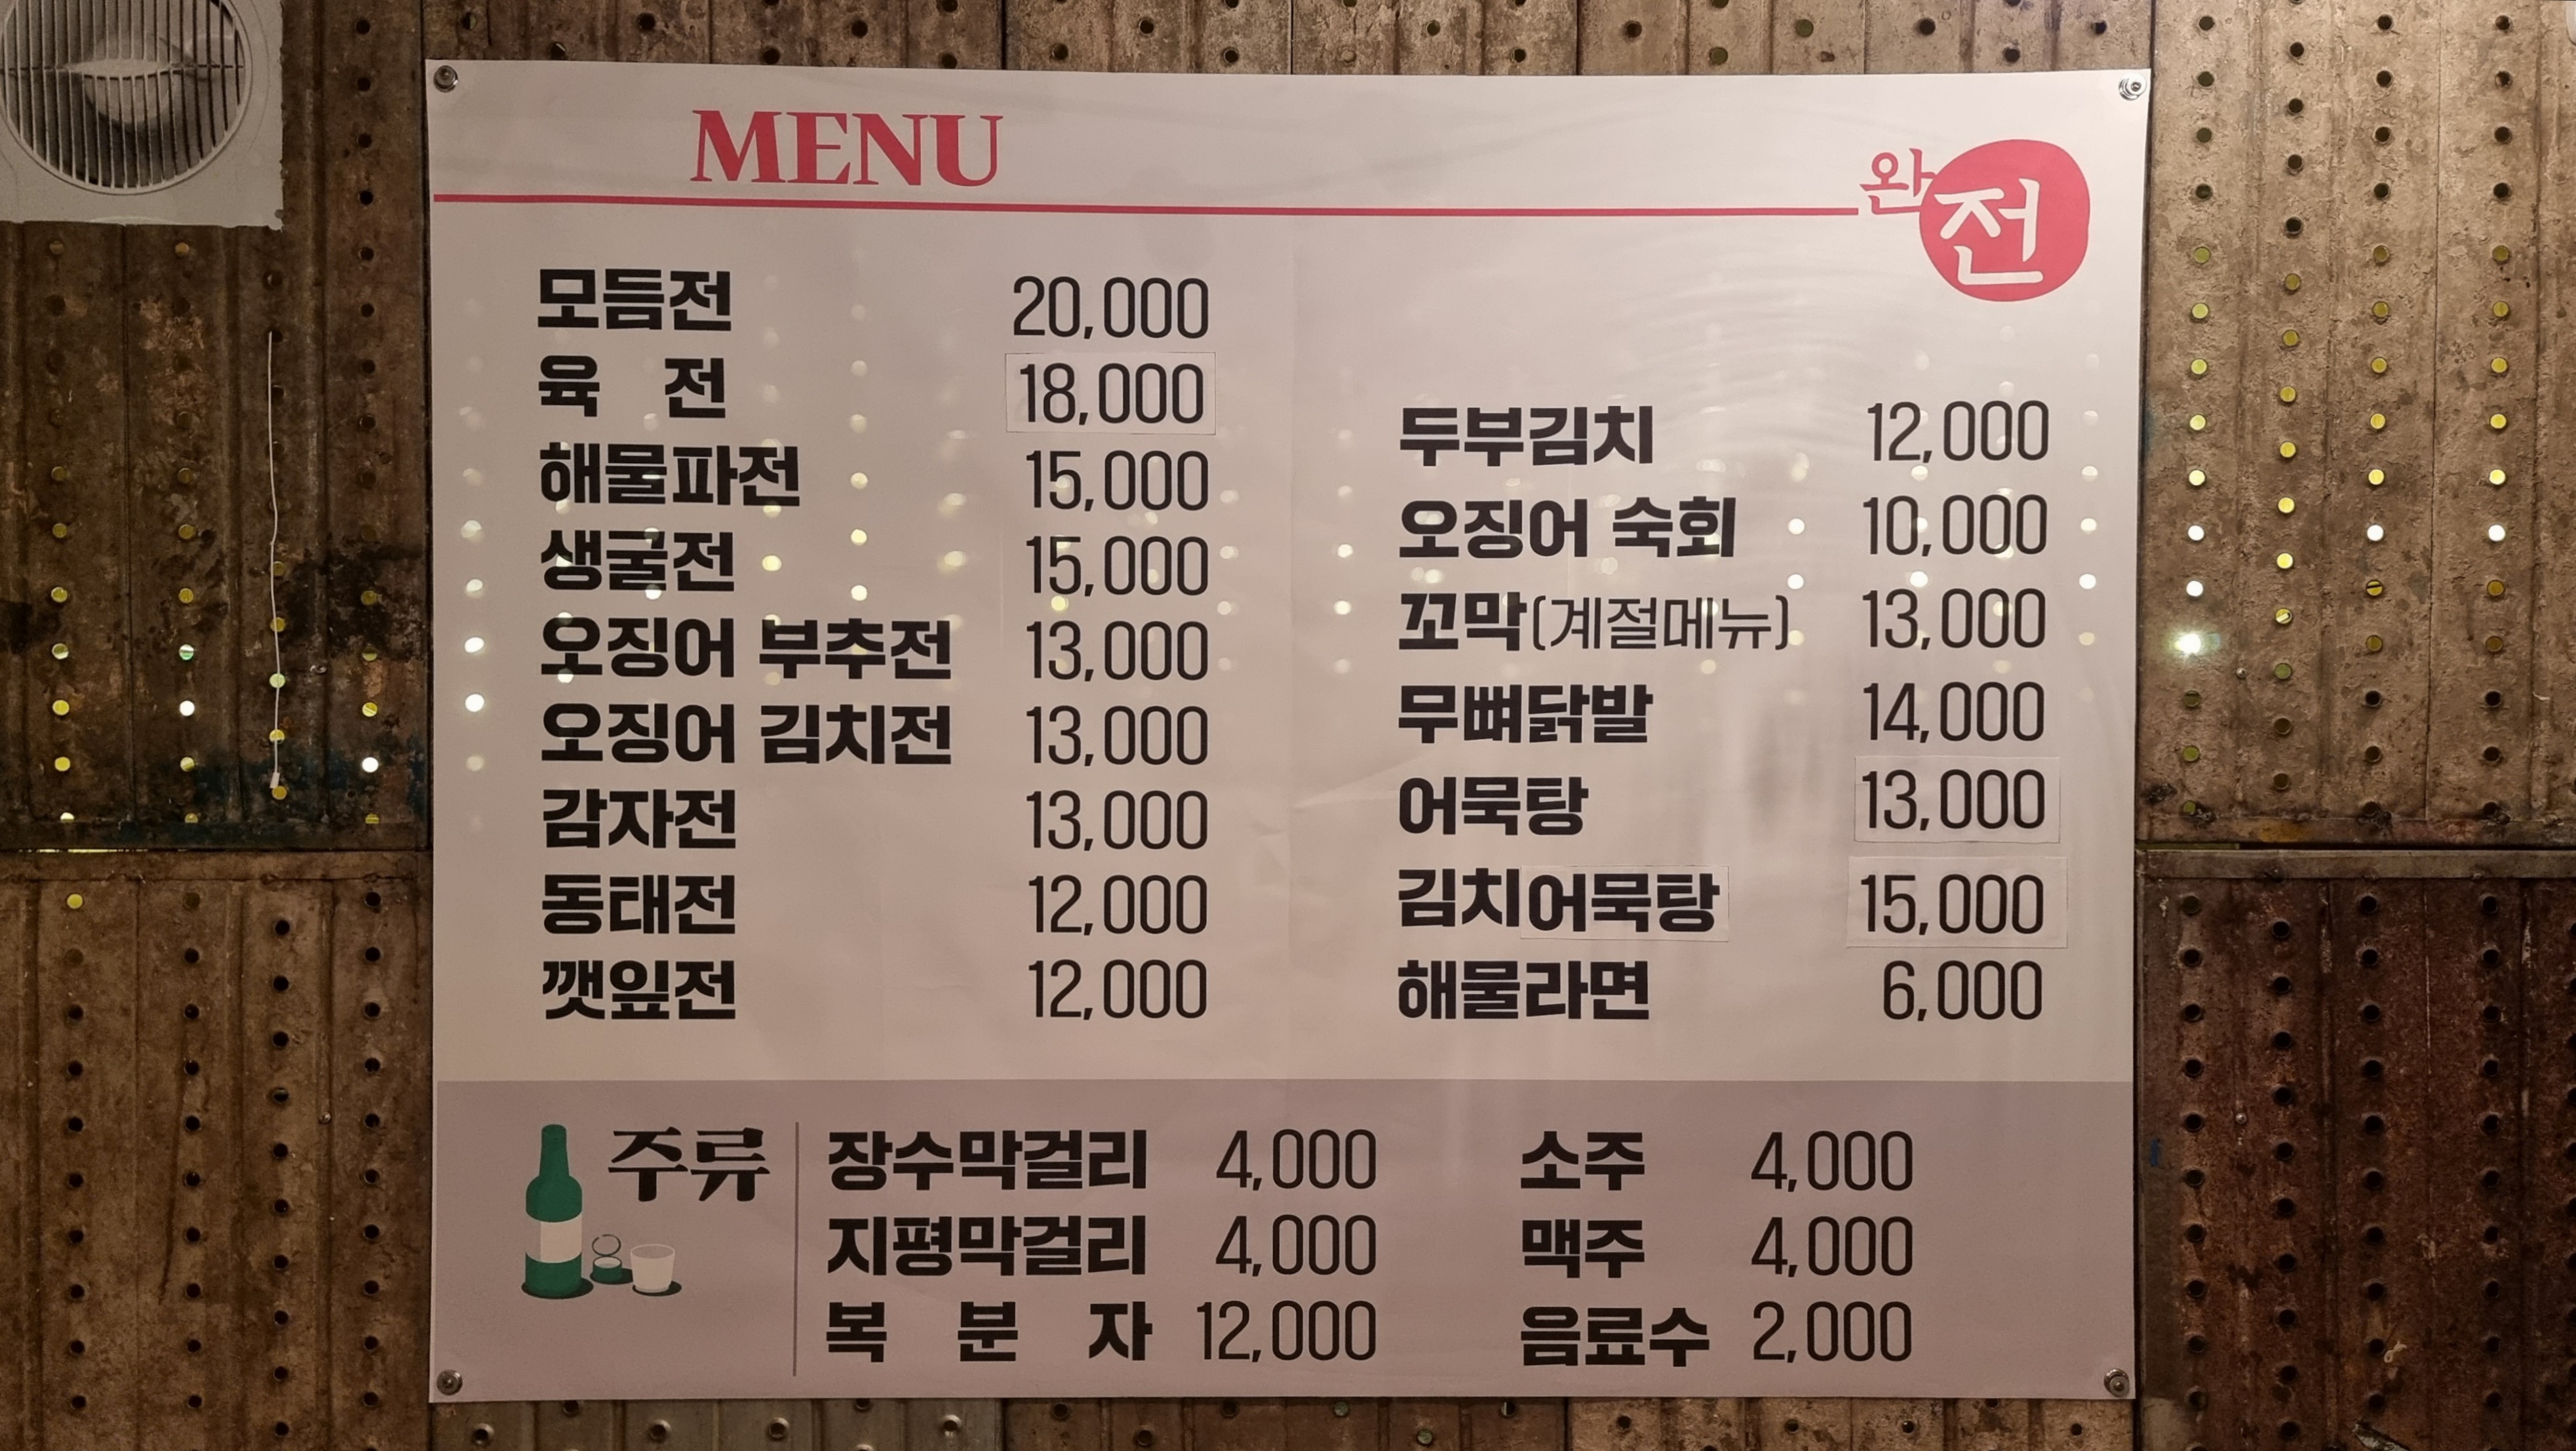 MENU
완전
모듬전 20,000
육 전 18,000
해물파전 15,000
생굴전 15,000
오징어 부추전 13,000
오징어 김치전 13,000
감자전 13,000
동태전 12,000
깻잎전 12,000
두부김치 12,000
오징어 숙회 10,000
꼬막(계절메뉴) 13,000
무뼈닭발 14,000
어묵탕 13,000
김치어묵탕 15,000
해물라면 6,000
주류
장수막걸리 4,000
지평막걸리 4,000
복 분 자 12,000
소주 4,000
맥주 4,000
음료수 2,000